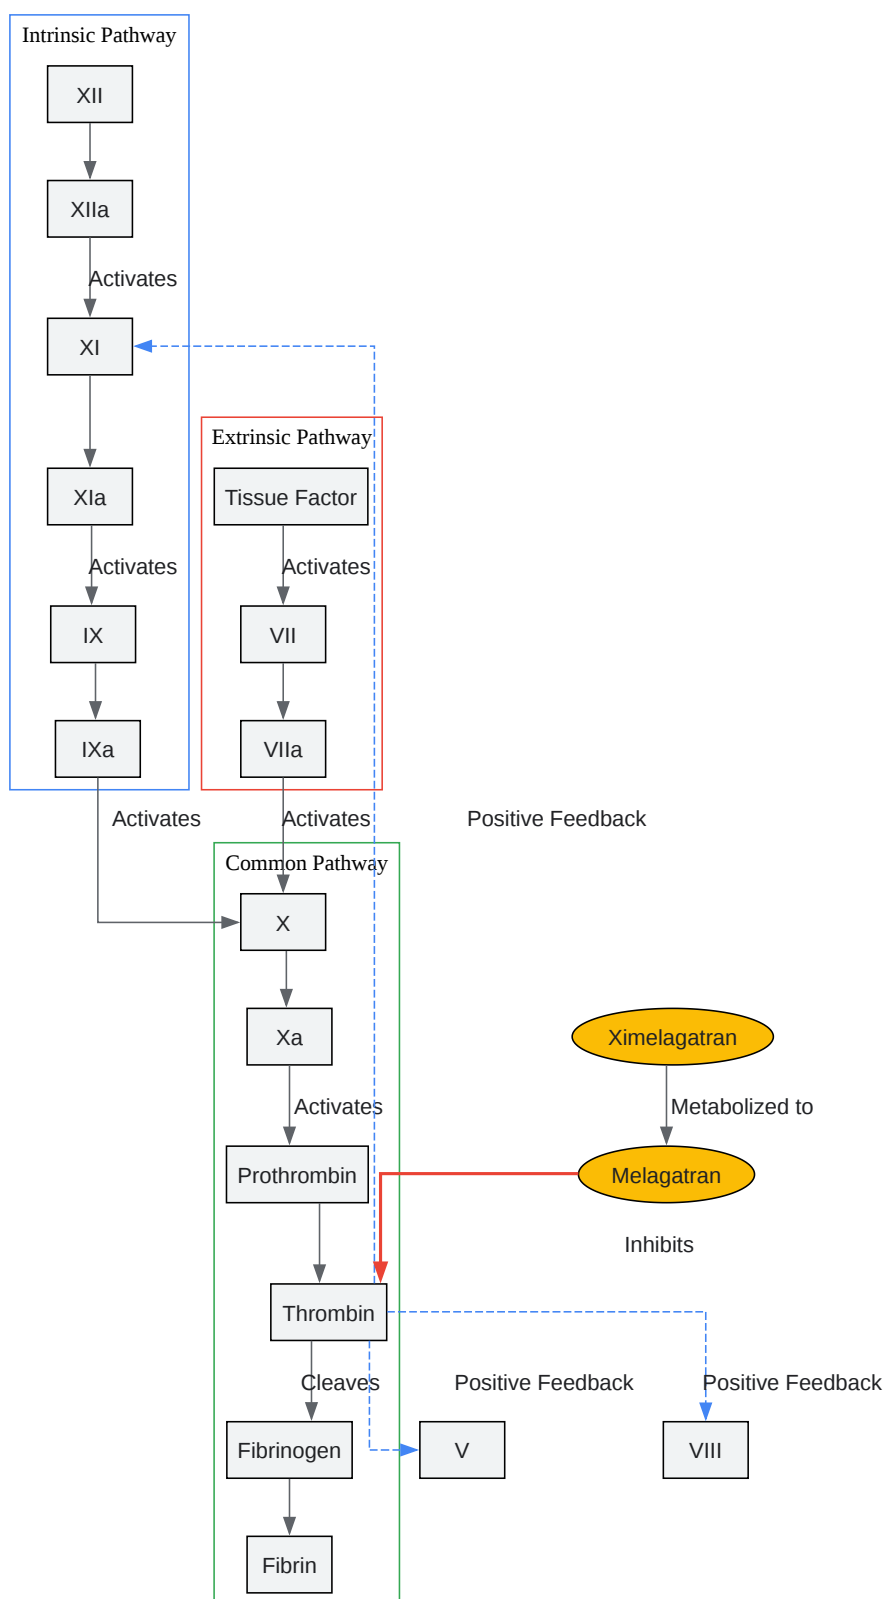 Intrinsic Pathway
XII
XIIa
Activates
XI
Extrinsic Pathway
XIa
Tissue Factor
Activates
Activates
IX
VII
IXa
VIIa
Activates
Activates
Positive Feedback
Common Pathway
X
Xa
Ximelagatran
Activates
Metabolized to
Prothrombin
Melagatran
Inhibits
Thrombin
Cleaves
Positive Feedback
Positive Feedback
Fibrinogen
V
VIII
Fibrin